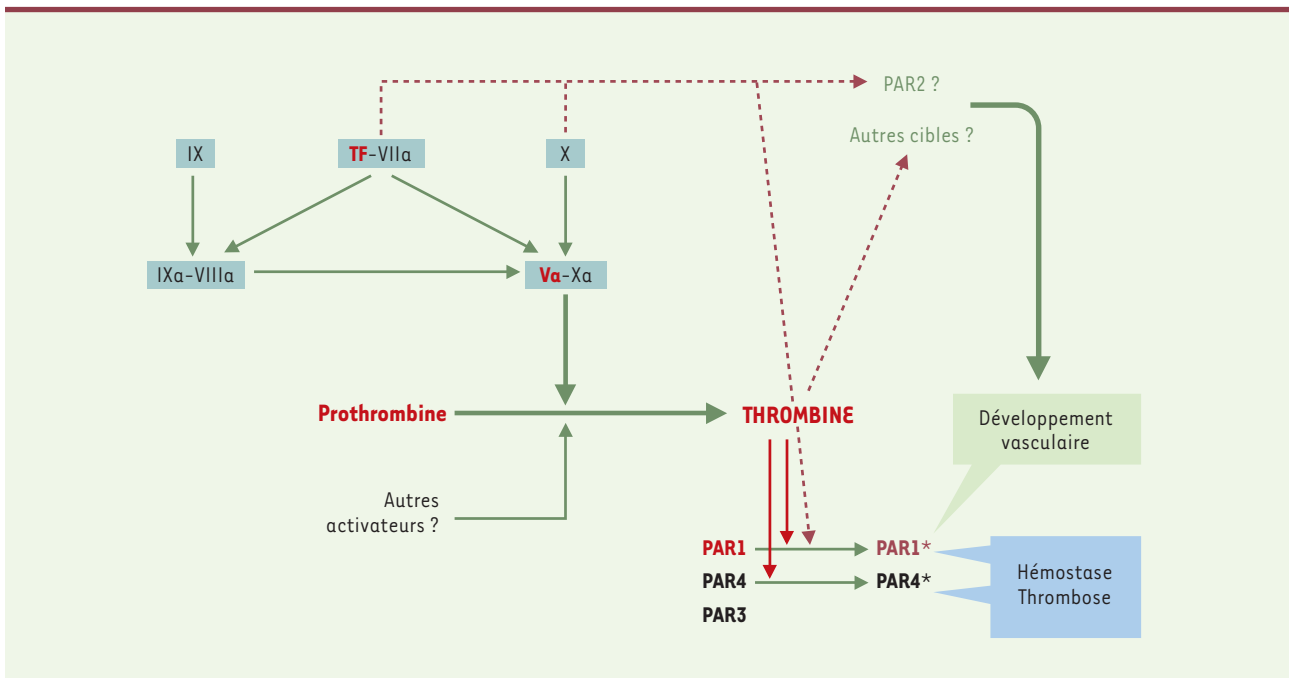 PAR2 ?
Autres cibles ?
IX
TF-VIIa
X
IXa-VIIIa
Va-Xa
Prothrombine
THROMBINE
Développement
vasculaire
Autres
activateurs ?
PAR1
PAR1*
PAR4
PAR4*
PAR3
Hémostase
Thrombose